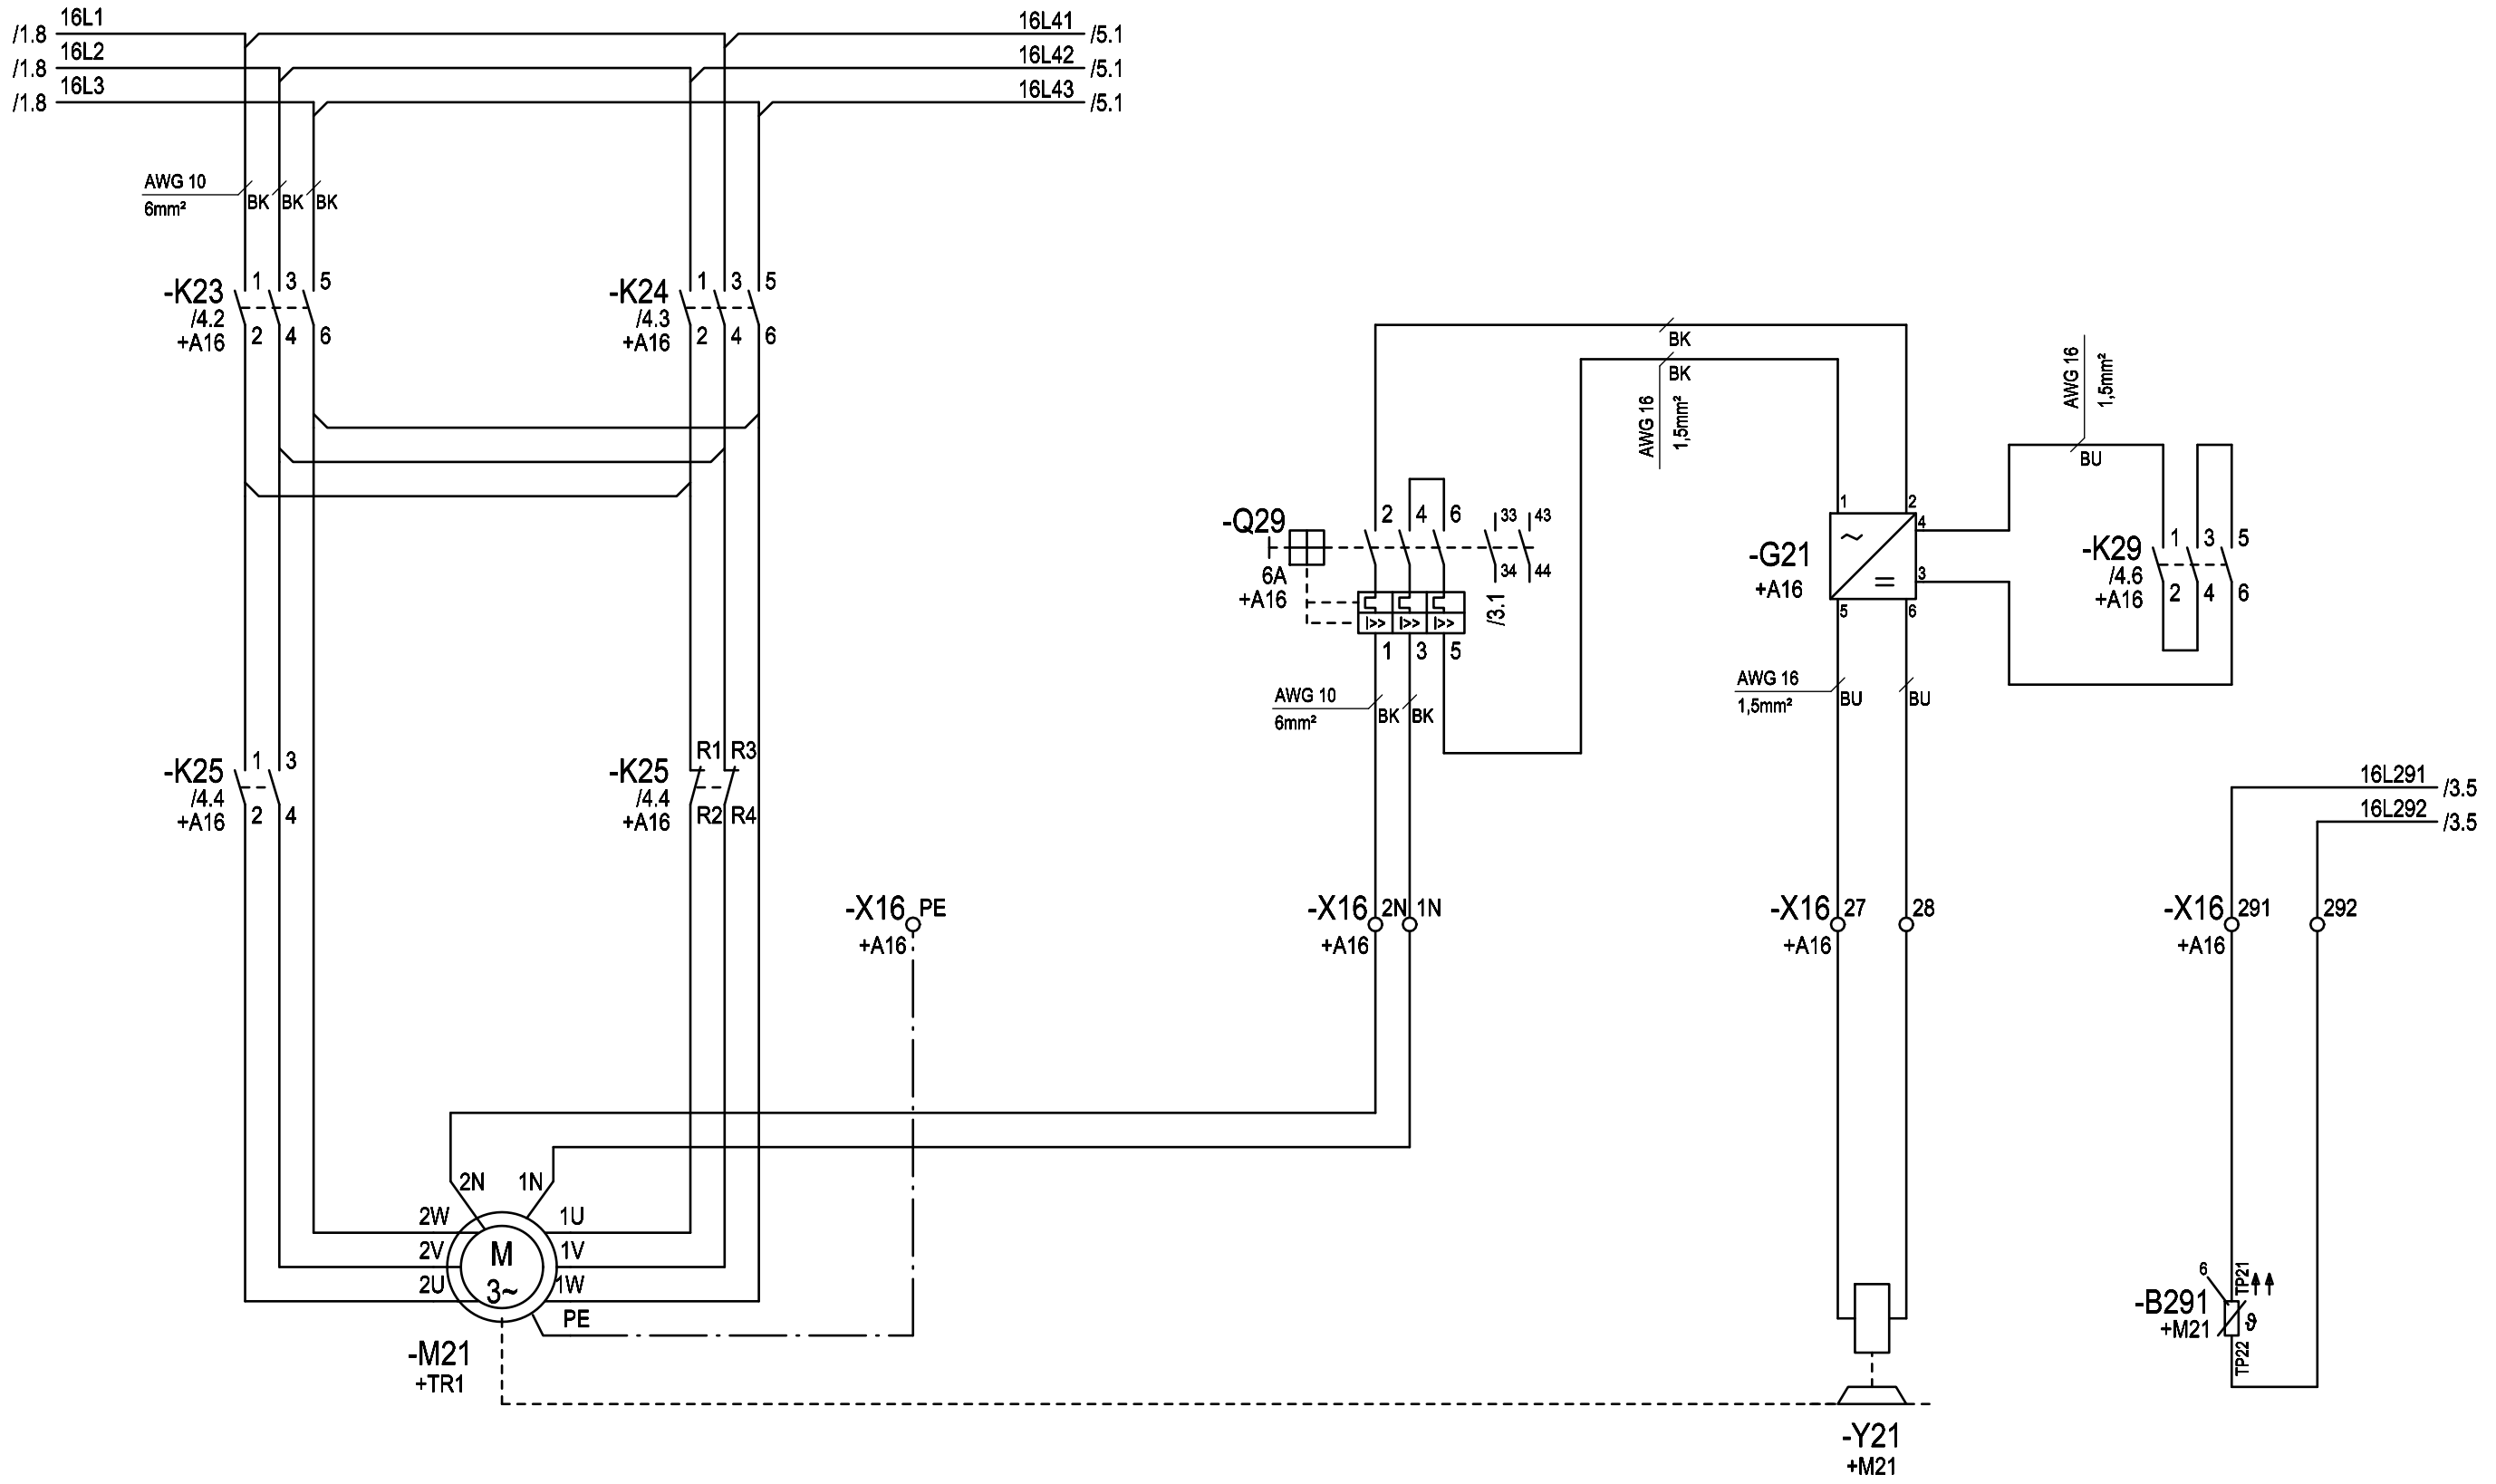 16L1
16L41
/1.8
/5.1
16L2
16L42
/1.8
/5.1
16L3
16L43
/1.8
/5.1
AWG 10
6mm²
BK BK BK
-K23
/4.2
+A16
1 3 5
2 4 6
-K24
/4.3
+A16
1 3 5
2 4 6
BK
BK
AWG 16
1,5mm²
AWG 16
1,5mm²
BU
-Q29
6A
+A16
2 4 6
33 43
34 44
I>> I>> I>>
/3.1
1 3 5
-G21
+A16
1 2
4
3
5 6
~
=
-K29
/4.6
+A16
1 3 5
2 4 6
AWG 10
6mm²
BK BK
AWG 16
1,5mm²
BU BU
-K25
/4.4
+A16
1 3
2 4
-K25
/4.4
+A16
R1 R3
R2 R4
16L291
/3.5
16L292
/3.5
-X16 PE
+A16
-X16 2N 1N
+A16
-X16 27 28
+A16
-X16 291 292
+A16
2N 1N
2W 1U
2V 1V
2U 1W
M
3~
PE
-M21
+TR1
6
TP21
-B291
+M21
ϑ
TP22
-Y21
+M21